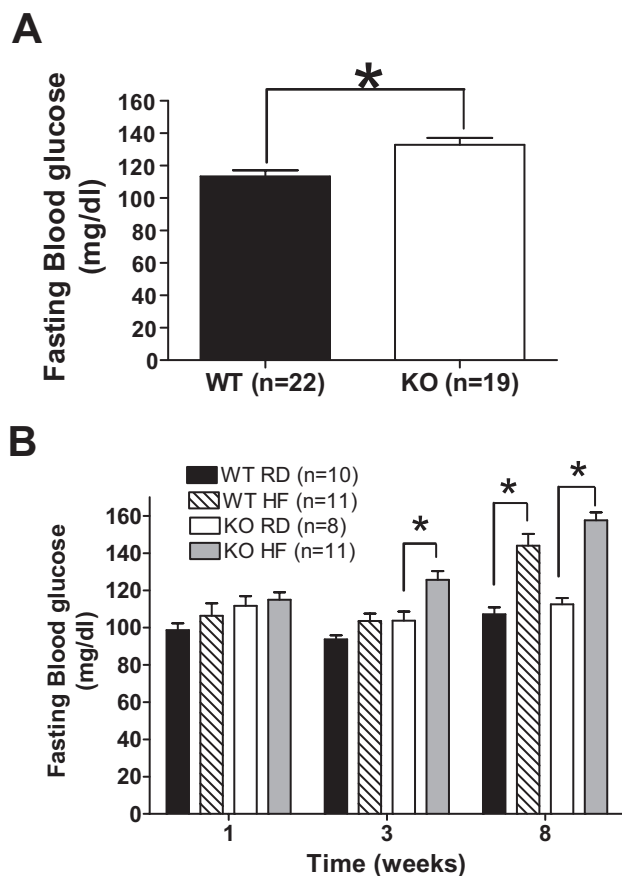 A
*
Fasting Blood glucose
(mg/dl)
160
140
120
100
80
60
40
20
0
WT (n=22)
KO (n=19)
B
WT RD (n=10)
WT HF (n=11)
KO RD (n=8)
KO HF (n=11)
*
*
*
Fasting Blood glucose
(mg/dl)
160
140
120
100
80
60
40
20
0
1
3
8
Time (weeks)